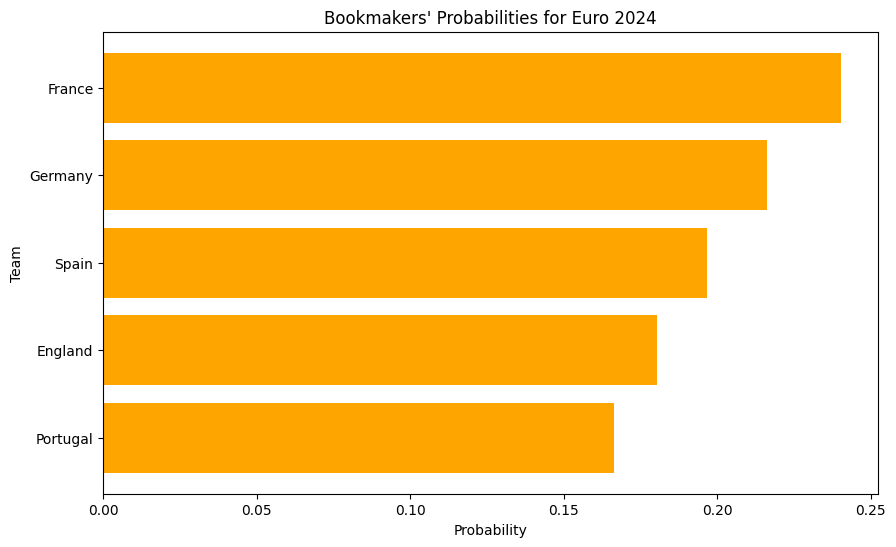 Bookmakers' Probabilities for Euro 2024
France
Germany
Spain
England
Portugal
Team
0.00 0.05 0.10 0.15 0.20 0.25
Probability